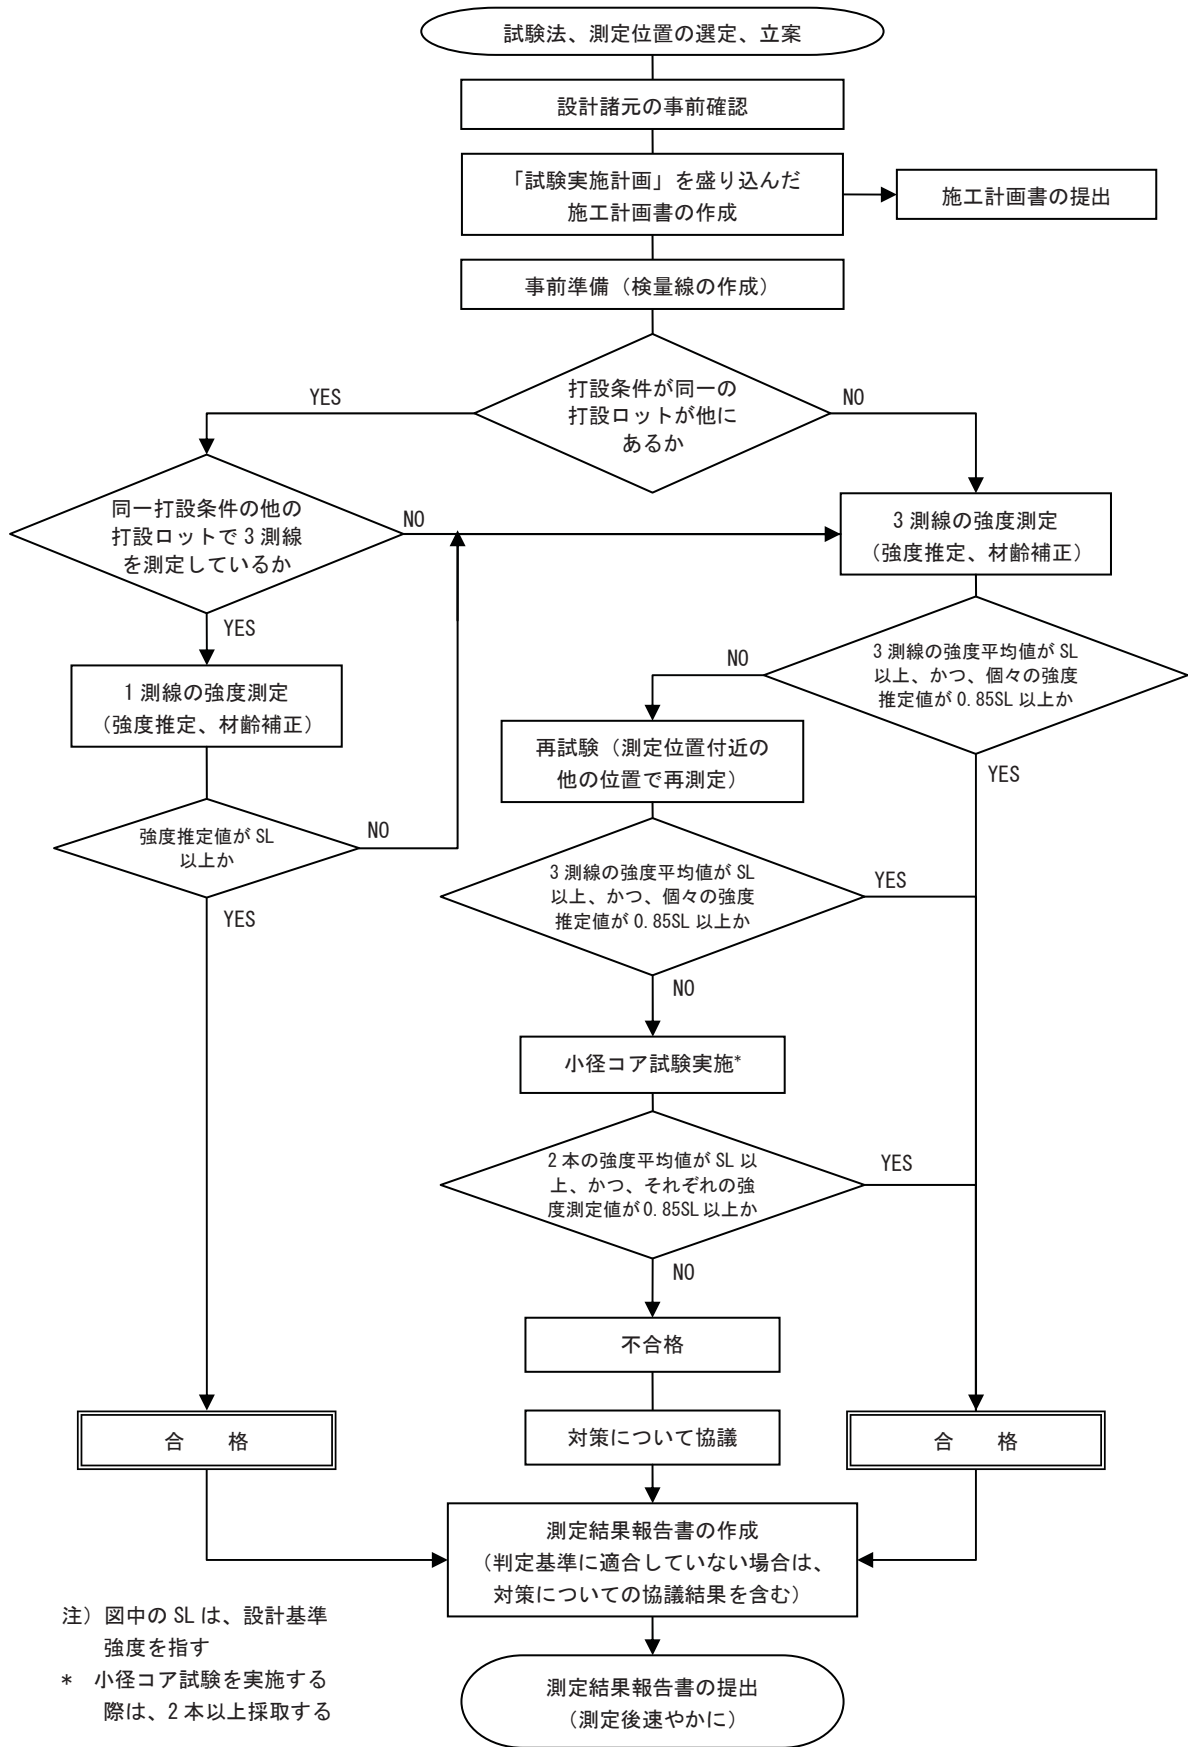 試験法、測定位置の選定、立案
設計諸元の事前確認
「試験実施計画」を盛り込んだ
施工計画書の作成
施工計画書の提出
事前準備（検量線の作成）
打設条件が同一の
打設ロットが他に
あるか
YES
NO
同一打設条件の他の
打設ロットで 3 測線
を測定しているか
NO
YES
3 測線の強度測定
（強度推定、材齢補正）
1 測線の強度測定
（強度推定、材齢補正）
3 測線の強度平均値が SL
以上、かつ、個々の強度
推定値が 0.85SL 以上か
NO
YES
再試験（測定位置付近の
他の位置で再測定）
強度推定値が SL
以上か
NO
YES
3 測線の強度平均値が SL
以上、かつ、個々の強度
推定値が 0.85SL 以上か
YES
NO
小径コア試験実施*
2 本の強度平均値が SL 以
上、かつ、それぞれの強
度測定値が 0.85SL 以上か
YES
NO
不合格
合　格
対策について協議
合　格
測定結果報告書の作成
（判定基準に適合していない場合は、
対策についての協議結果を含む）
測定結果報告書の提出
（測定後速やかに）
注）図中の SL は、設計基準
強度を指す
*　小径コア試験を実施する
際は、2 本以上採取する